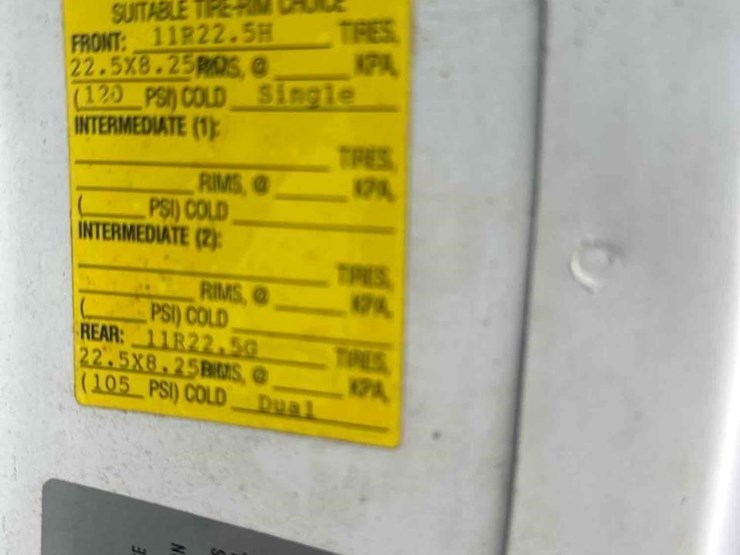 SUITABLE TIRE-RIM CHOICE
FRONT: 11R22.5H TIRES,
22.5X8.25 RIMS, @ KPA,
(120 PSI) COLD Single
INTERMEDIATE (1):
TIRES,
RIMS, @ KPA,
( PSI) COLD
INTERMEDIATE (2):
TIRES,
RIMS, @ KPA,
( PSI) COLD
REAR: 11R22.5G TIRES,
22.5X8.25 RIMS, @ KPA,
(105 PSI) COLD Dual